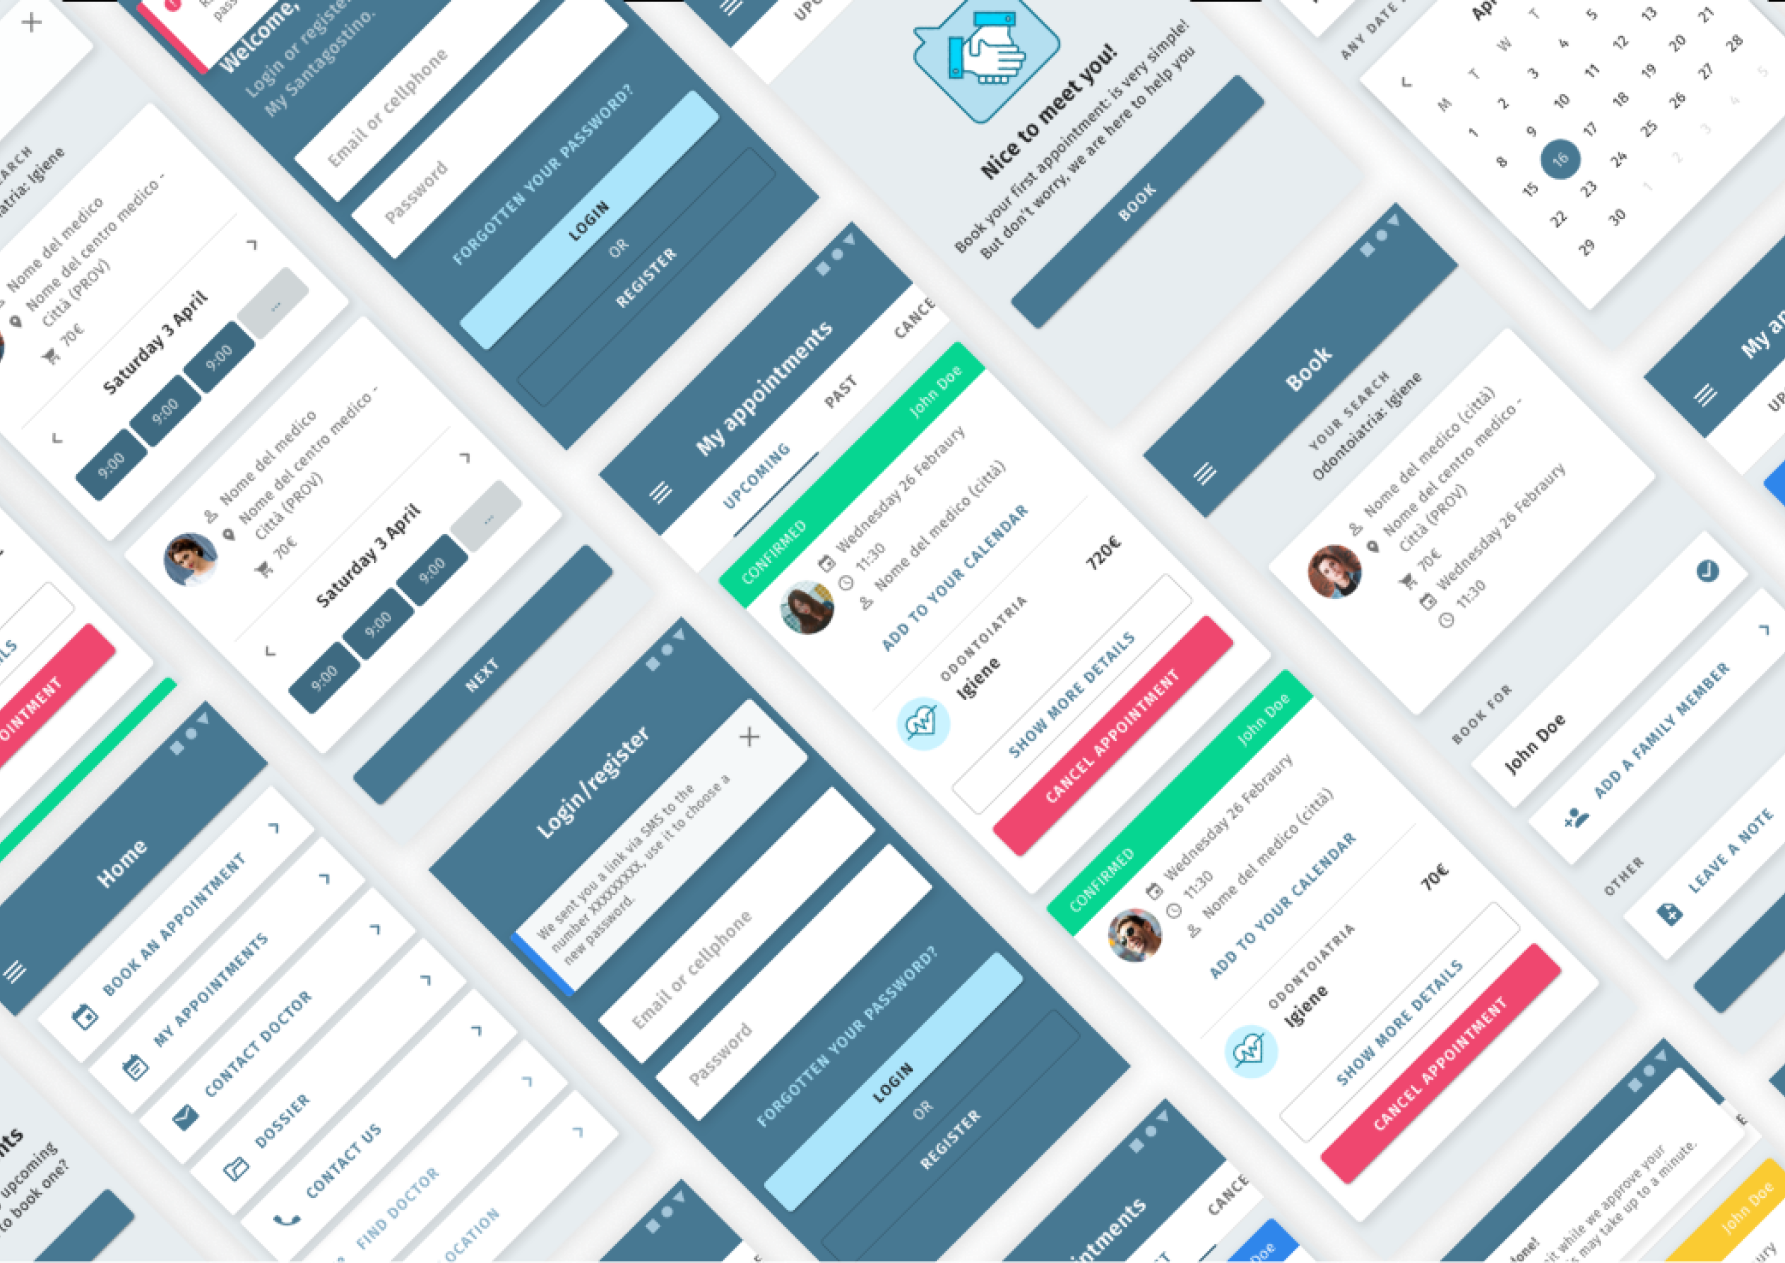 Welcome,
Login or register
My Santagostino.
Email or cellphone
Password
FORGOTTEN YOUR PASSWORD?
LOGIN
OR
REGISTER
Nice to meet you!
Book your first appointment: is very simple!
But don't worry, we are here to help you
BOOK
ANY DATE
M T W T
1 2 3 4 5
8 9 10 11 12 13
15 16 17 18 19 20 21
22 23 24 25 26 27 28
29 30 1 2 3 4 5
Igiene
Nome del medico
Nome del centro medico -
Città (PROV)
70€
Saturday 3 April
9:00
9:00
9:00
...
Nome del medico
Nome del centro medico -
Città (PROV)
70€
Saturday 3 April
9:00
9:00
9:00
...
NEXT
My appointments
UPCOMING
PAST
CANCE
CONFIRMED
John Doe
Wednesday 26 Febraury
11:30
Nome del medico (città)
ADD TO YOUR CALENDAR
ODONTOIATRIA
Igiene
720€
SHOW MORE DETAILS
CANCEL APPOINTMENT
CONFIRMED
John Doe
Wednesday 26 Febraury
11:30
Nome del medico (città)
ADD TO YOUR CALENDAR
ODONTOIATRIA
Igiene
70€
SHOW MORE DETAILS
CANCEL APPOINTMENT
Book
YOUR SEARCH
Odontoiatria: Igiene
Nome del medico (città)
Nome del centro medico -
Città (PROV)
70€
Wednesday 26 Febraury
11:30
BOOK FOR
John Doe
ADD A FAMILY MEMBER
OTHER
LEAVE A NOTE
My a
Home
BOOK AN APPOINTMENT
MY APPOINTMENTS
CONTACT DOCTOR
DOSSIER
CONTACT US
FIND DOCTOR
OCATION
Login/register
We sent you a link via SMS to the
number XXXXXXXX, use it to choose a
new password.
Email or cellphone
Password
FORGOTTEN YOUR PASSWORD?
LOGIN
OR
REGISTER
OINTMENT
upcoming
to book one?
intments
CANCE
Doe
one!
it while we approve your
is may take up to a minute.
John Doe